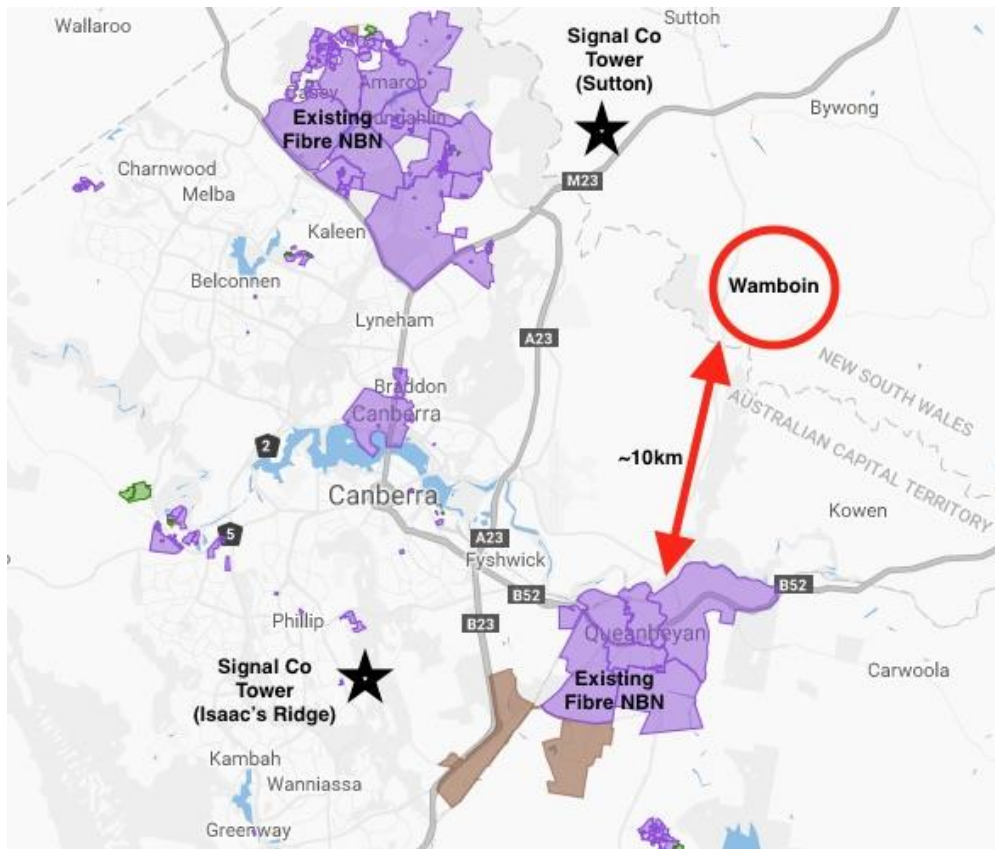 Wallaroo
Sutton
Signal Co
Tower
(Sutton)
Amaroo
Casey
Existing
Fibre NBN
Bywong
Charnwood
Melba
M23
Kaleen
Belconnen
Wamboin
Lyneham
A23
NEW SOUTH WALES
AUSTRALIAN CAPITAL TERRITORY
Braddon
Canberra
2
~10km
Canberra
Kowen
5
A23
Fyshwick
B52
B52
B23
Phillip
Queanbeyan
Signal Co
Tower
(Isaac's Ridge)
Existing
Fibre NBN
Carwoola
Kambah
Wanniassa
Greenway